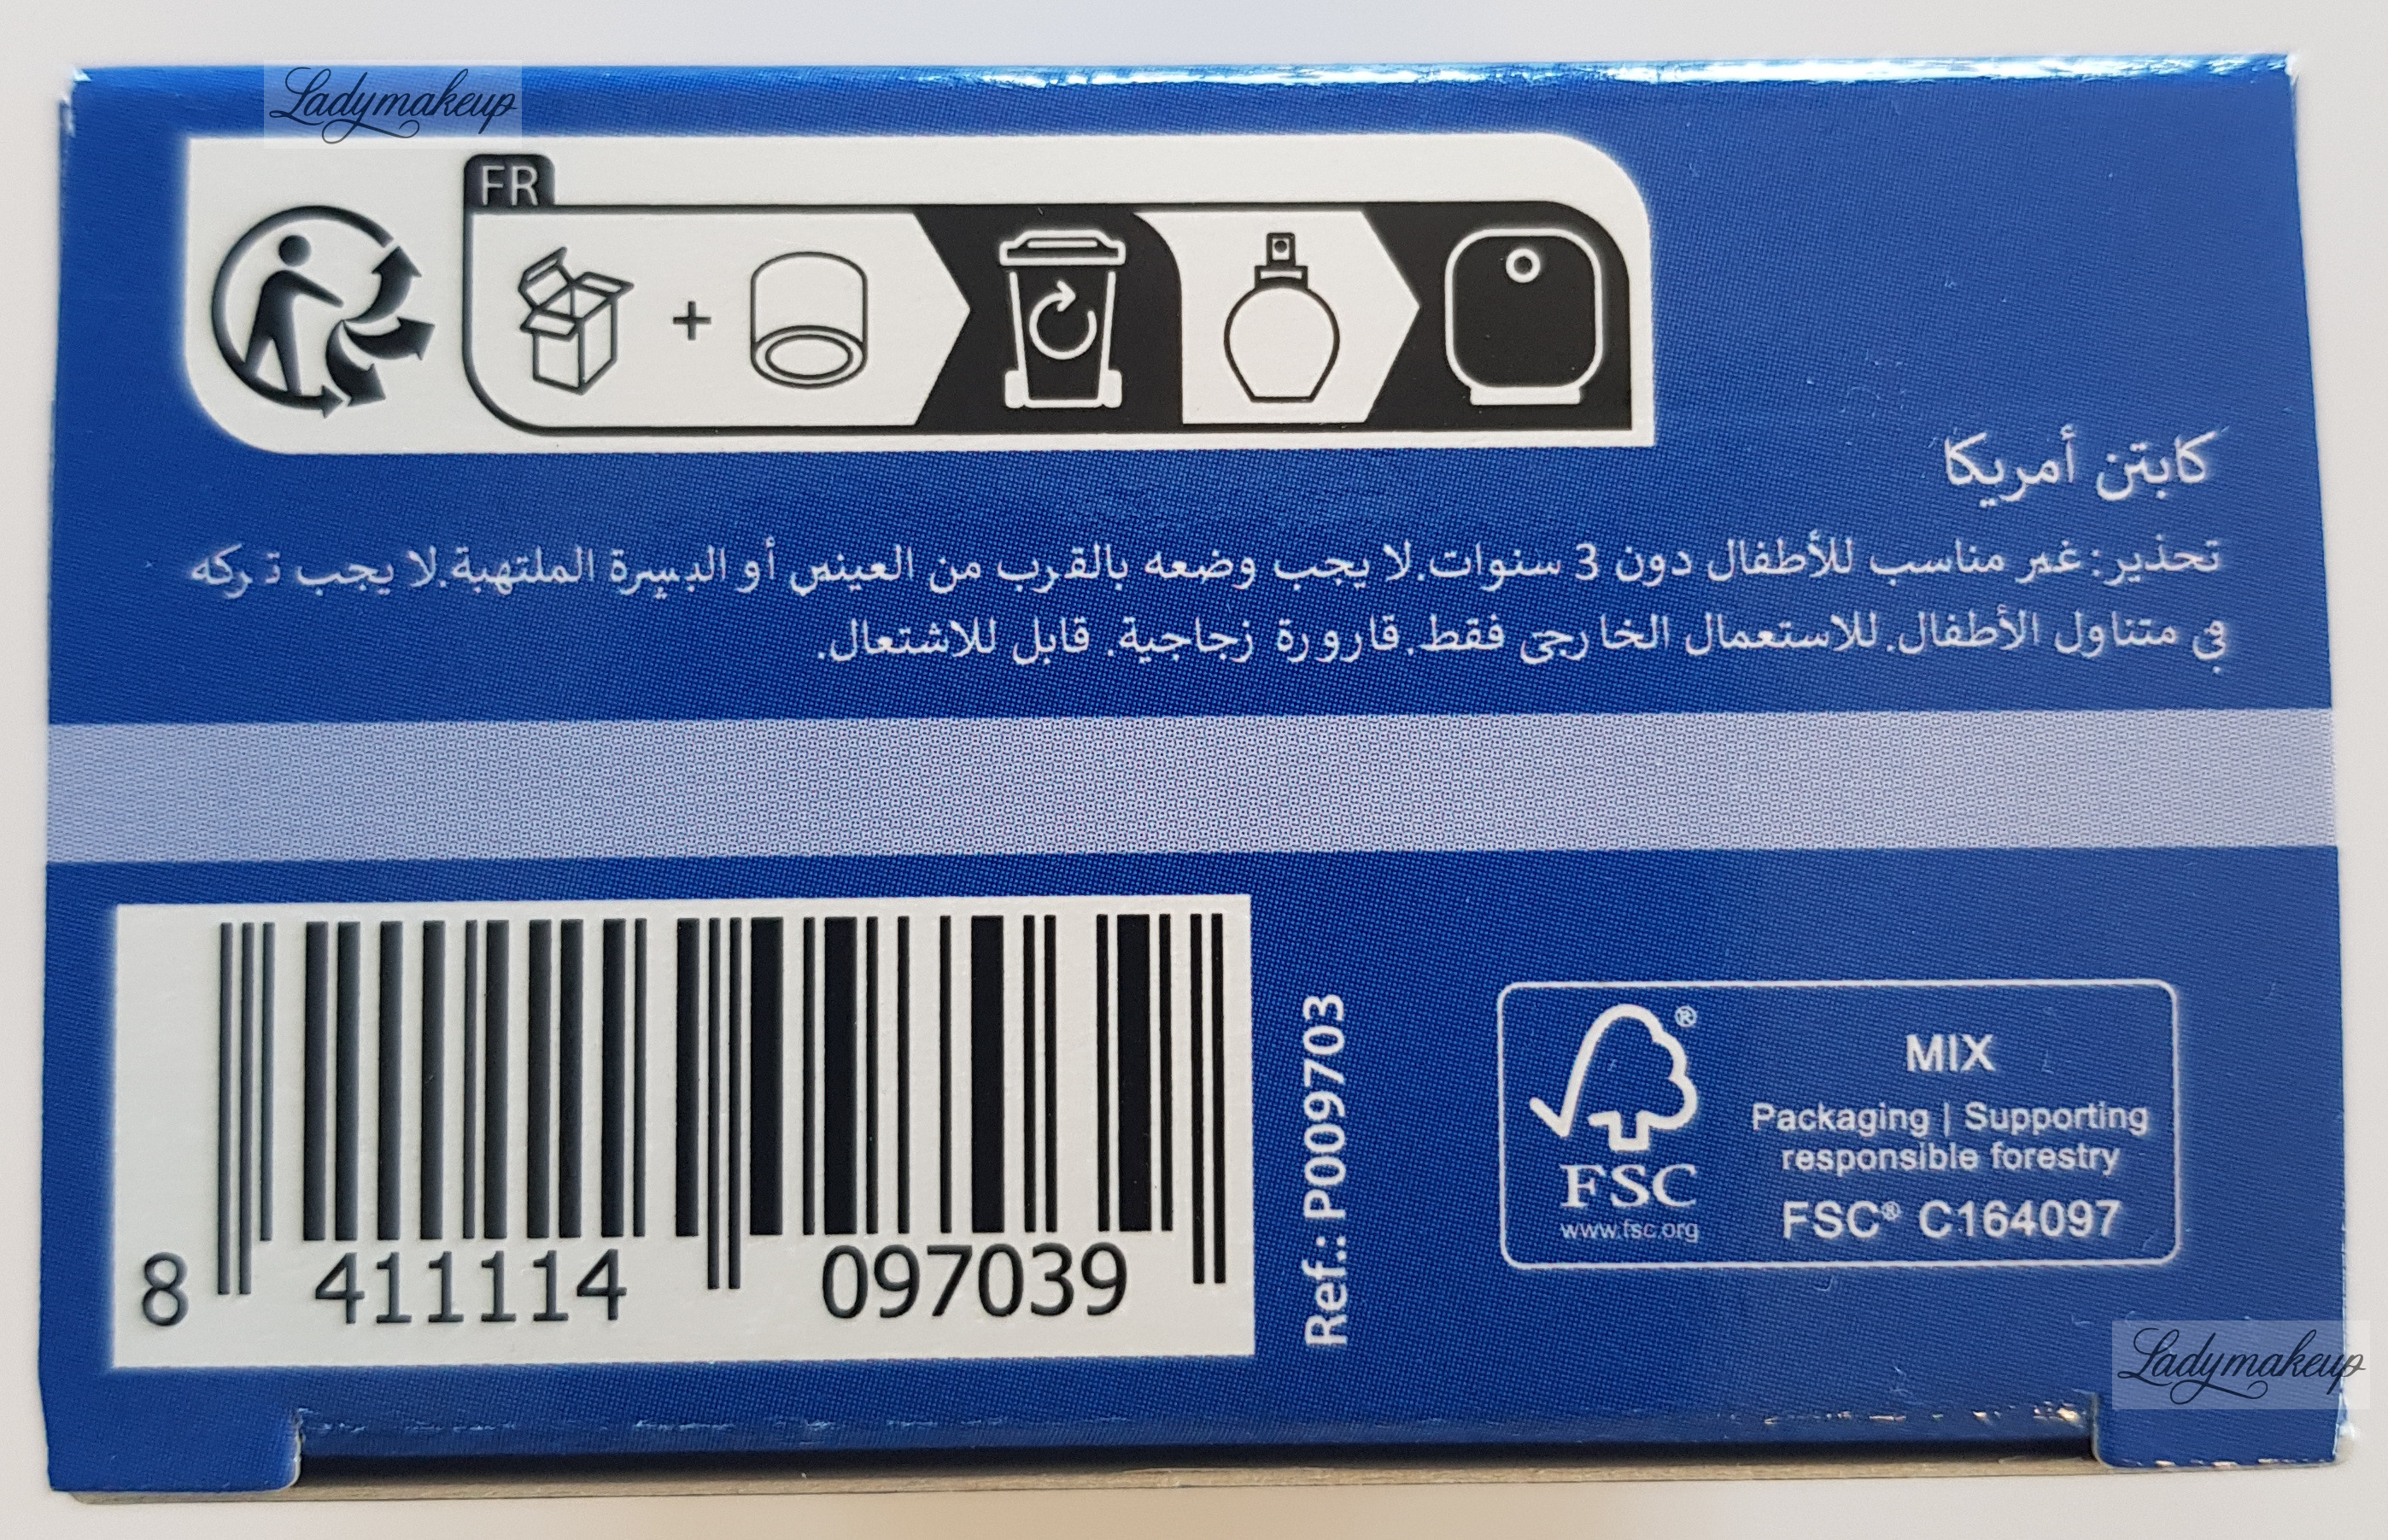 Ladymakeup
FR
كابتن أمريكا
تحذير: غير مناسب للأطفال دون 3 سنوات. لا يجب وضعه بالقرب من العينين أو البشرة الملتهبة. لا يجب تركه
في متناول الأطفال. للاستعمال الخارجي فقط. قارورة زجاجية. قابل للاشتعال.
8 411114 097039
Ref.: P009703
FSC®
www.fsc.org
MIX
Packaging | Supporting
responsible forestry
FSC® C164097
Ladymakeup